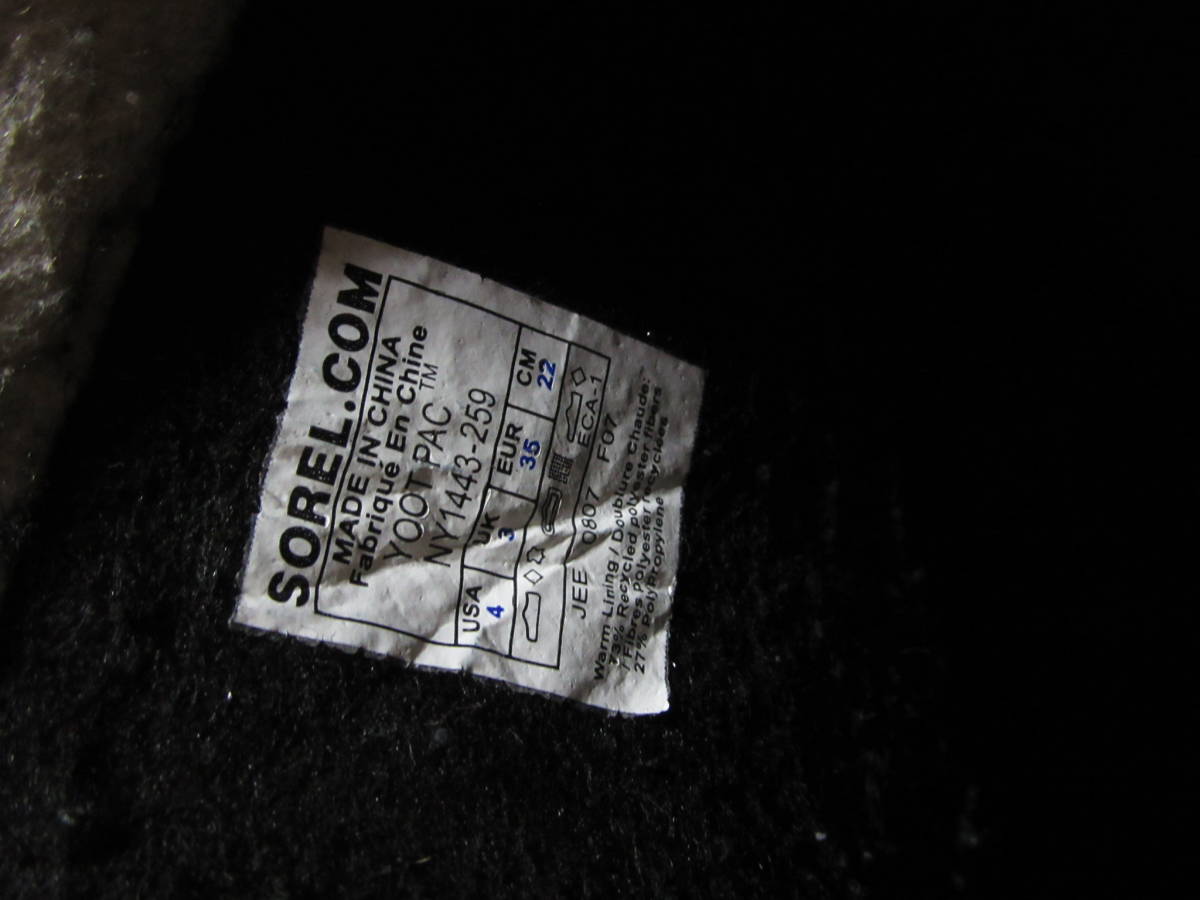 SOREL.COM
MADE IN CHINA
Fabriqué En Chine
YOOT PAC™
NY1443-259
USA UK EUR CM
4 3 35 22
ECA-1
JEE 0807 F07
Warm Lining / Doublure Chaude:
73% Recycled polyester fibers
/ Fibres polyester recyclées
27% PolyPropylene